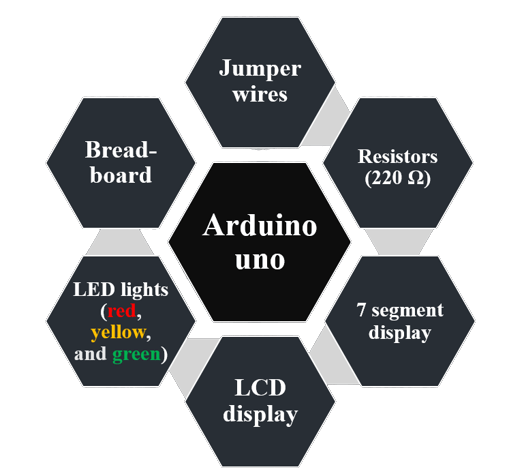 Jumper
wires
Resistors
(220 Ω)
7 segment
display
LCD
display
LED lights
(red,
yellow,
and green)
Bread-
board
Arduino
uno